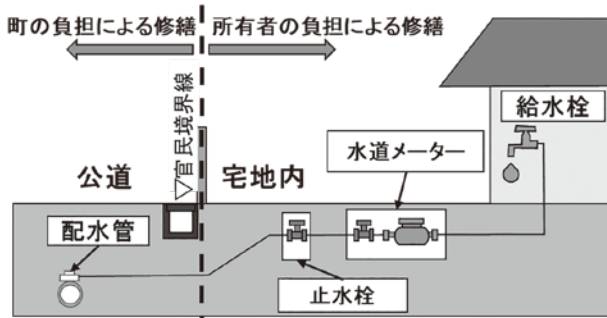 町の負担による修繕
所有者の負担による修繕
▽官民境界線
公道
宅地内
配水管
水道メーター
給水栓
止水栓